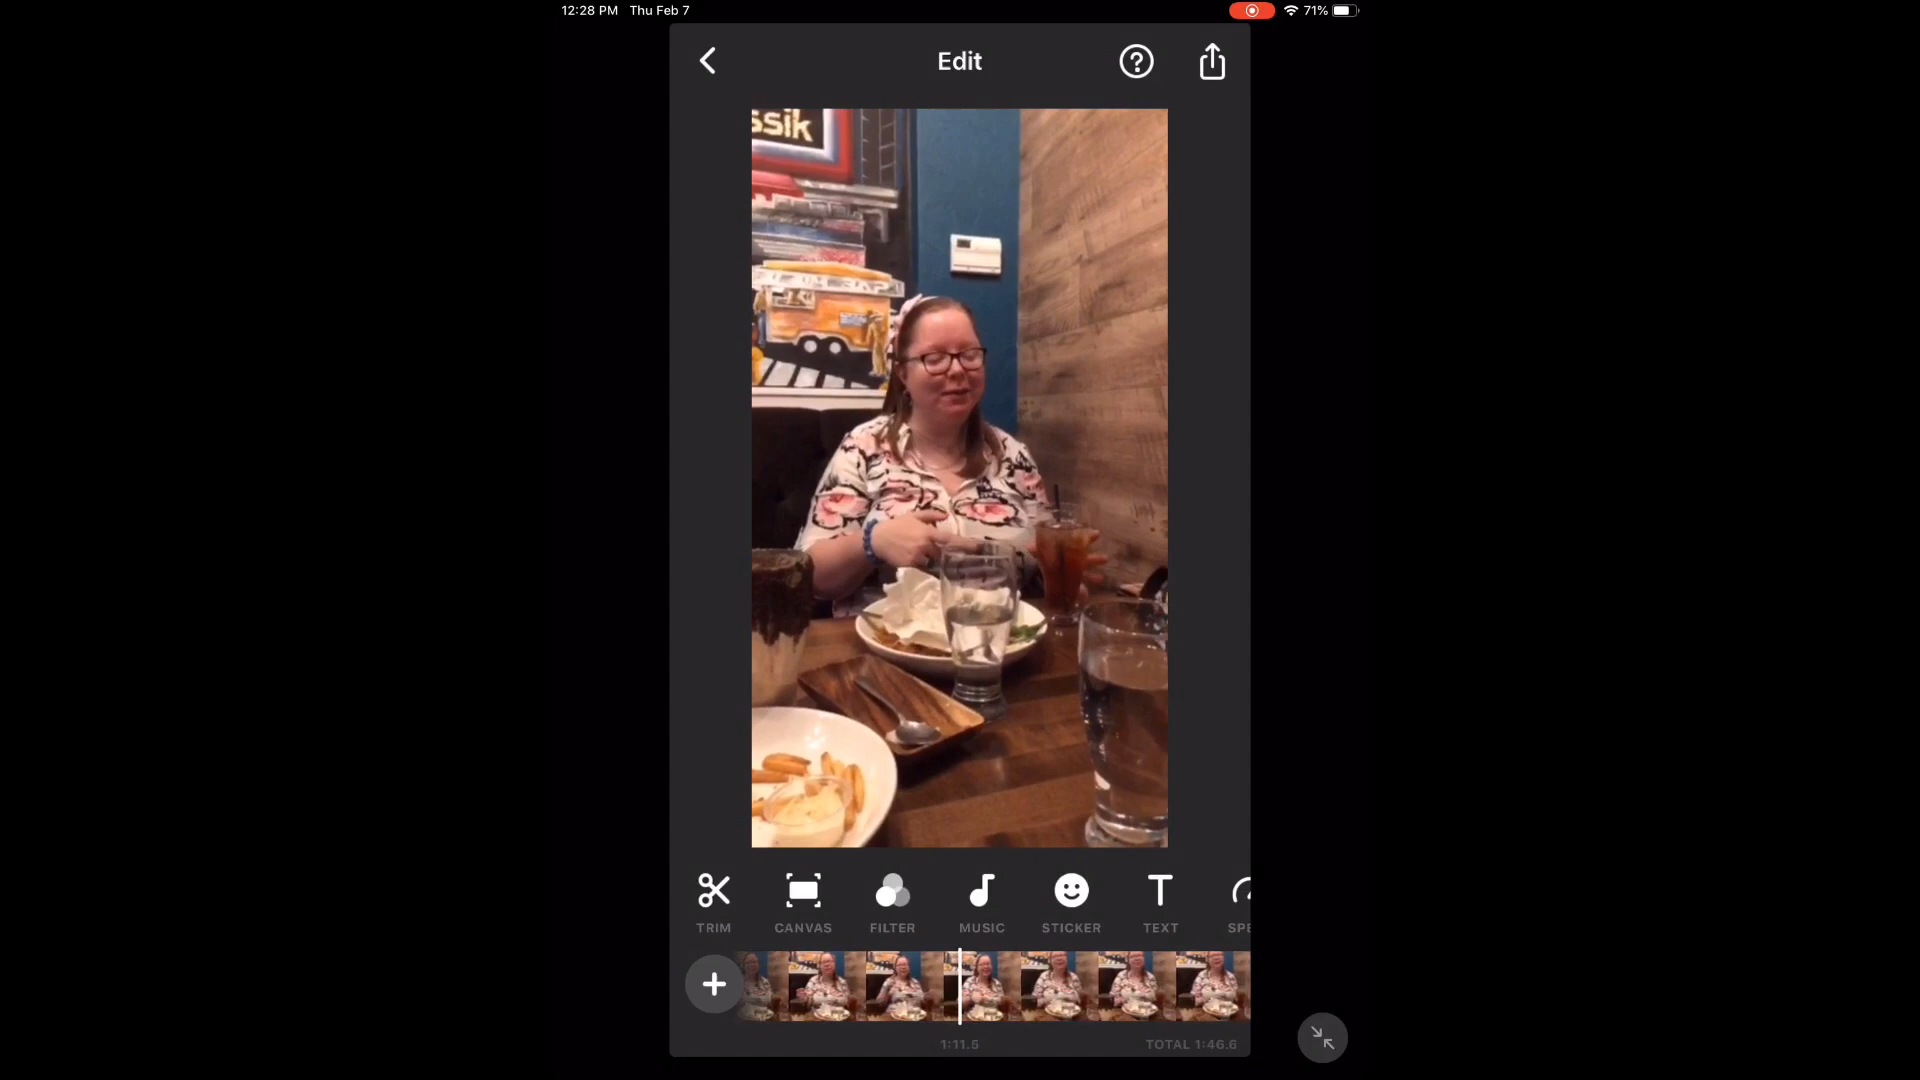 12:28 PM Thu Feb 7
71%
Edit
ssik
TRIM
CANVAS
FILTER
MUSIC
STICKER
TEXT
SPE
1:11.5
TOTAL 1:46.6